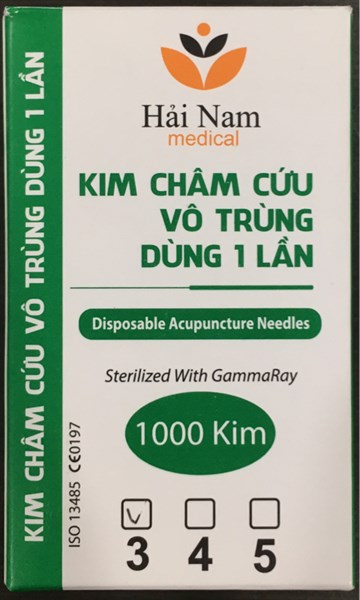 Hải Nam
medical
KIM CHÂM CỨU
VÔ TRÙNG
DÙNG 1 LẦN
Disposable Acupuncture Needles
Sterilized With GammaRay
1000 Kim
3 4 5
KIM CHÂM CỨU VÔ TRÙNG DÙNG 1 LẦN
ISO 13485 CE0197